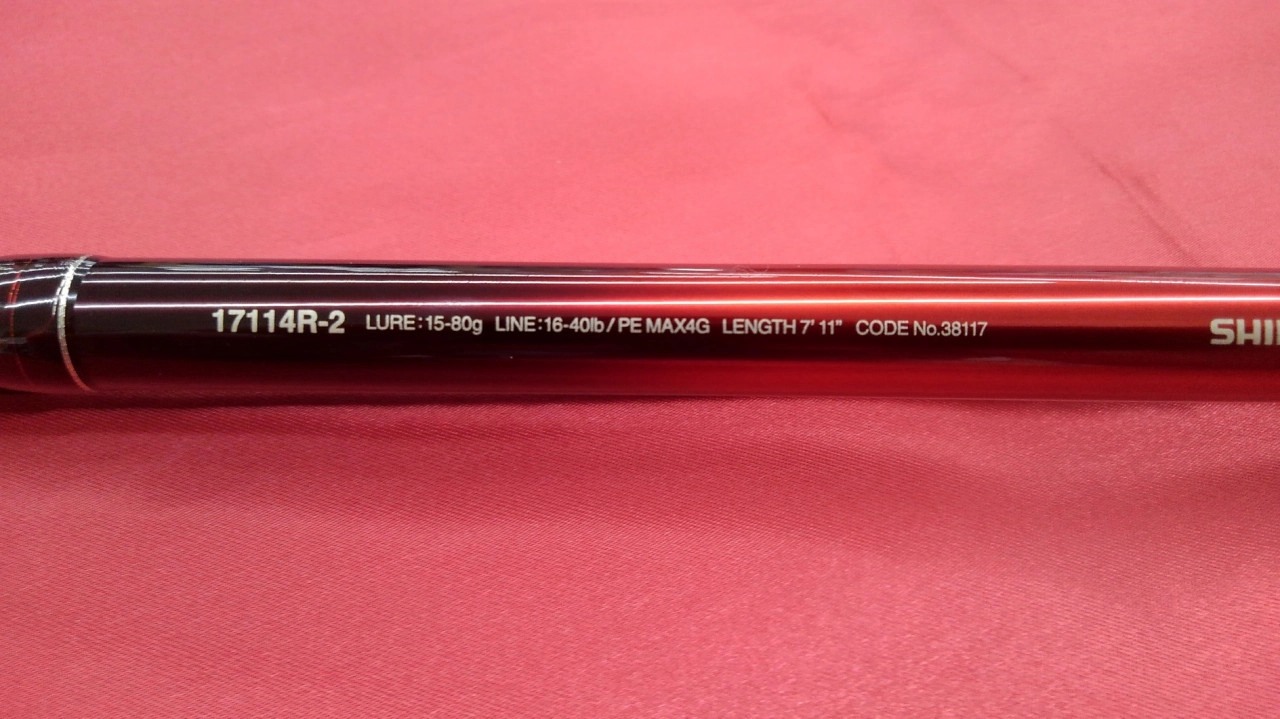 17114R-2 LURE:15-80g LINE:16-40lb/PE MAX4G LENGTH 7' 11" CODE No.38117